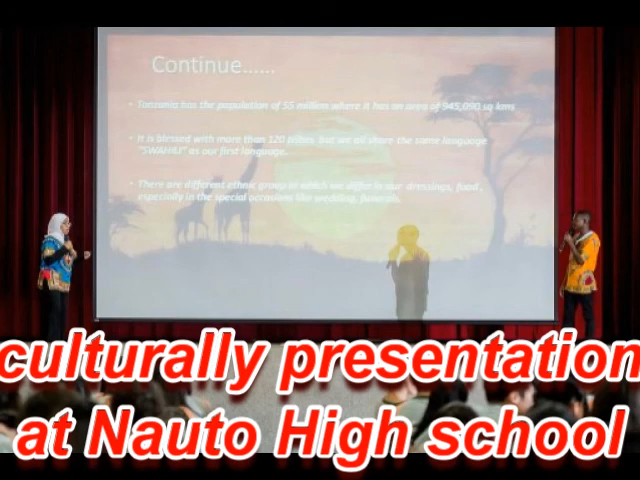 Continue......
• Tanzania has the population of 55 million where it has an area of 945,090 sq kms
• It is blessed with more than 120 tribes but we all share the same language
"SWAHILI" as our first language.
• There are different ethnic group of which we differ in our dressings, food ,
especially in the special occasions like wedding, funerals.
culturally presentation
at Nauto High school